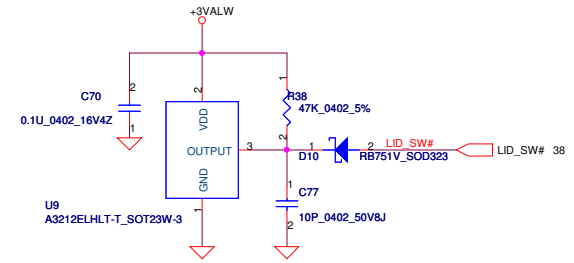 +3VALW
C70
2
1
0.1U_0402_16V4Z
2
VDD
OUTPUT
3
GND
1
U9
A3212ELHLT-T_SOT23W-3
1
R38
47K_0402_5%
2
D10
1
2
LID_SW#
RB751V_SOD323
LID_SW# 38
1
C77
10P_0402_50V8J
2